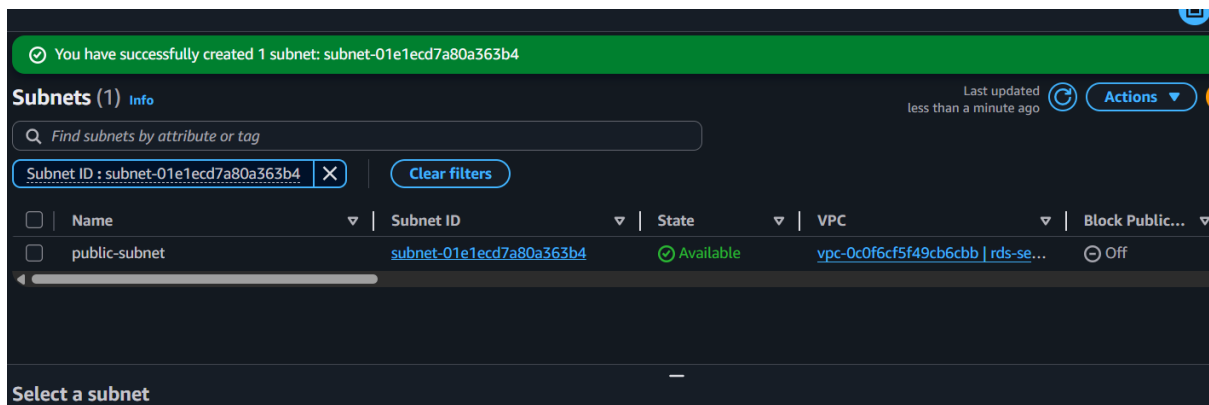 You have successfully created 1 subnet: subnet-01e1ecd7a80a363b4
Subnets (1) Info
Last updated
less than a minute ago
Actions
Find subnets by attribute or tag
Subnet ID : subnet-01e1ecd7a80a363b4
Clear filters
Name Subnet ID State VPC Block Public...
public-subnet subnet-01e1ecd7a80a363b4 Available vpc-0c0f6cf5f49cb6cbb | rds-se... Off
Select a subnet